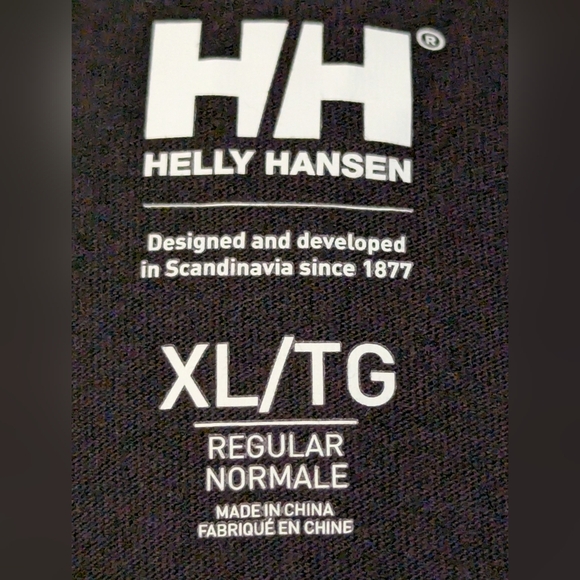 HH®
HELLY HANSEN
Designed and developed
in Scandinavia since 1877
XL/TG
REGULAR
NORMALE
MADE IN CHINA
FABRIQUÉ EN CHINE